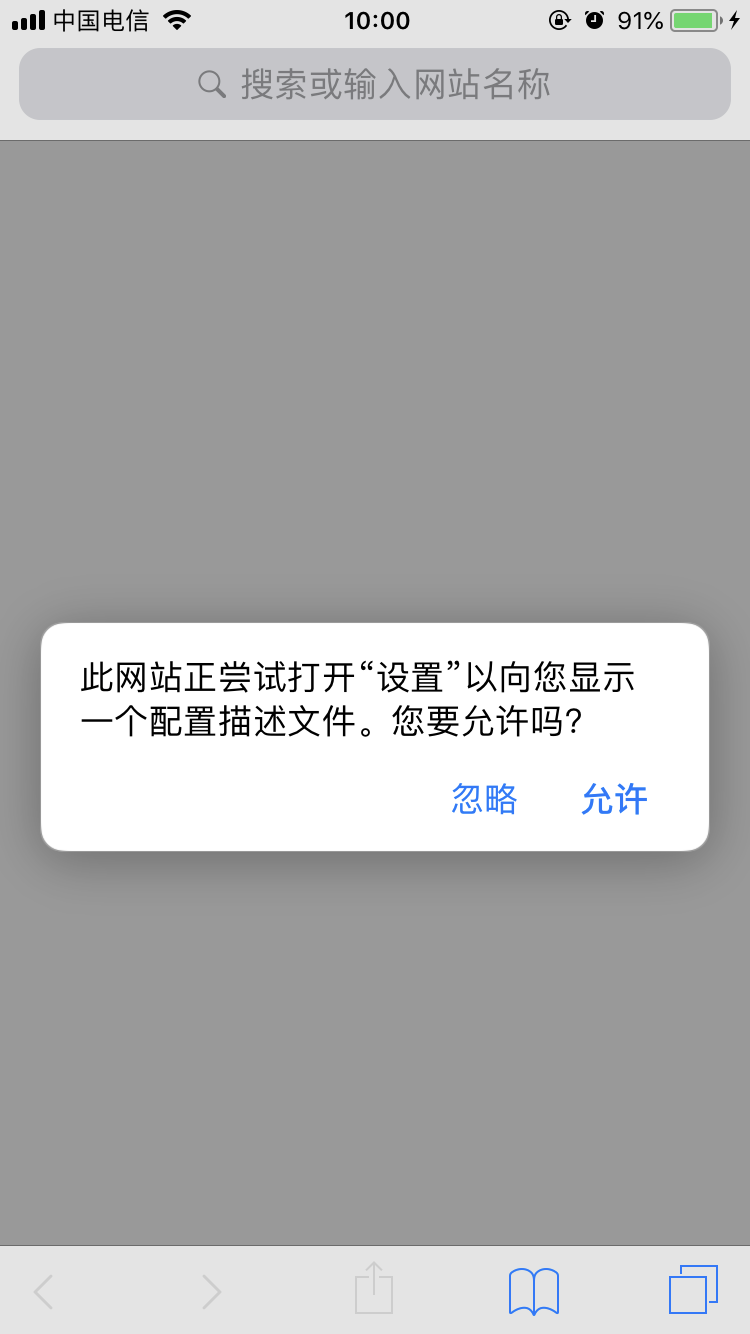 中国电信 10:00 91%
搜索或输入网站名称
此网站正尝试打开“设置”以向您显示
一个配置描述文件。您要允许吗?
忽略 允许